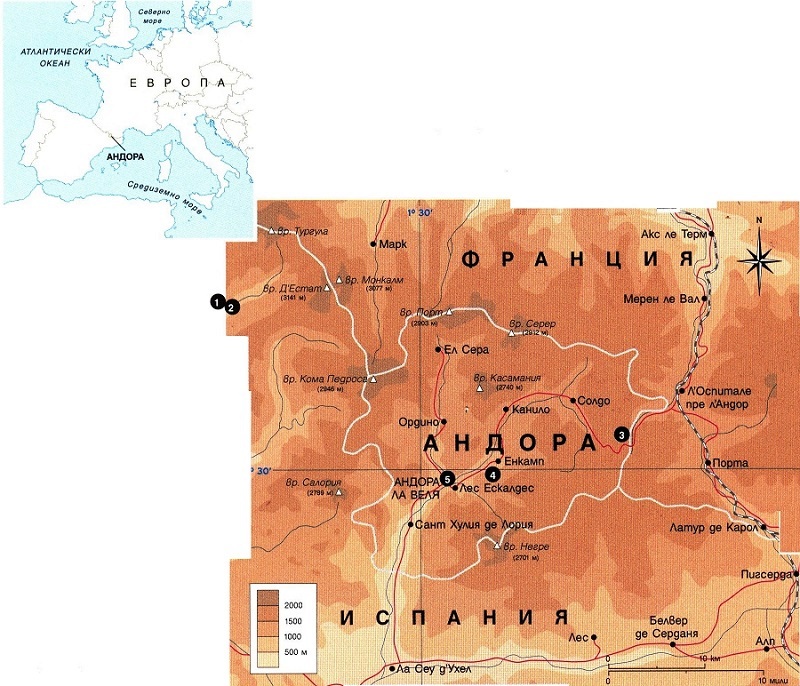 Северно
море
АТЛАНТИЧЕСКИ
ОКЕАН
ЕВРОПА
АНДОРА
Средиземно море
1° 30'
N
вр. Тургула
Марк
Акс ле Терм
ФРАНЦИЯ
вр. Монкалм
(3077 м)
вр. Д'Естат
(3141 м)
Мерен ле Вал
1
2
вр. Порт
(2903 м)
вр. Серер
(2912 м)
Ел Сера
вр. Кома Педроса
(2946 м)
вр. Касамания
(2740 м)
Л'Оспитале
пре л'Андор
Солдо
Канило
Ордино
АНДОРА
3
Енкамп
Порта
° 30'
4
5
АНДОРА
ЛА ВЕЛЯ
Лес Ескалдес
вр. Салория
(2789 м)
Сант Хулия де Лория
Латур де Карол
вр. Негре
(2701 м)
Пигсерда
2000
1500
1000
500 м
ИСПАНИЯ
Белвер
де Серданя
Лес
Алп
Ла Сеу д'Ухел
0
10 км
0
10 мили